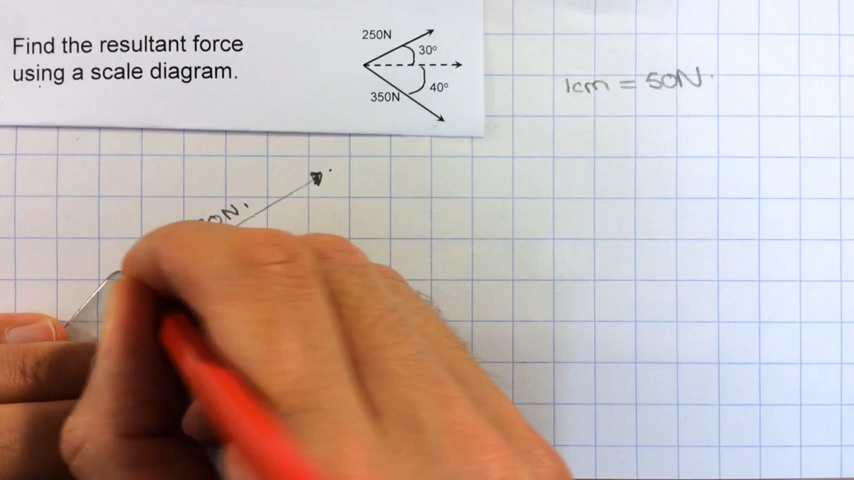 Find the resultant force
using a scale diagram.
250N
30°
40°
350N
1cm = 50N.